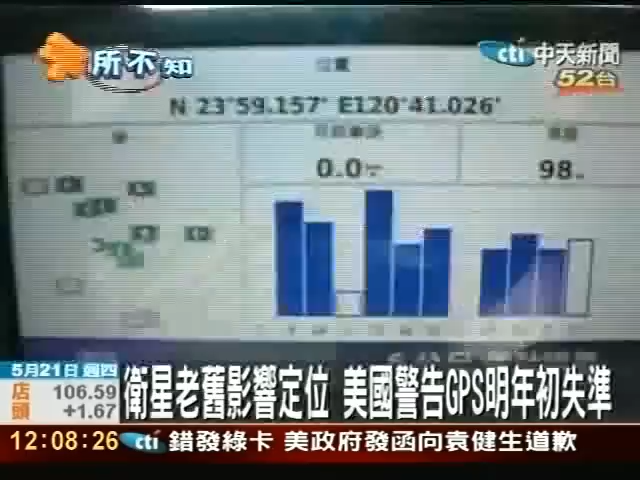 所不知
cti 中天新聞
52台
N 23°59.157' E120°41.026'
0.0
98
5月21日 週四
店頭
106.59
+1.67
衛星老舊影響定位 美國警告GPS明年初失準
12:08:26 cti 錯發綠卡 美政府發函向袁健生道歉